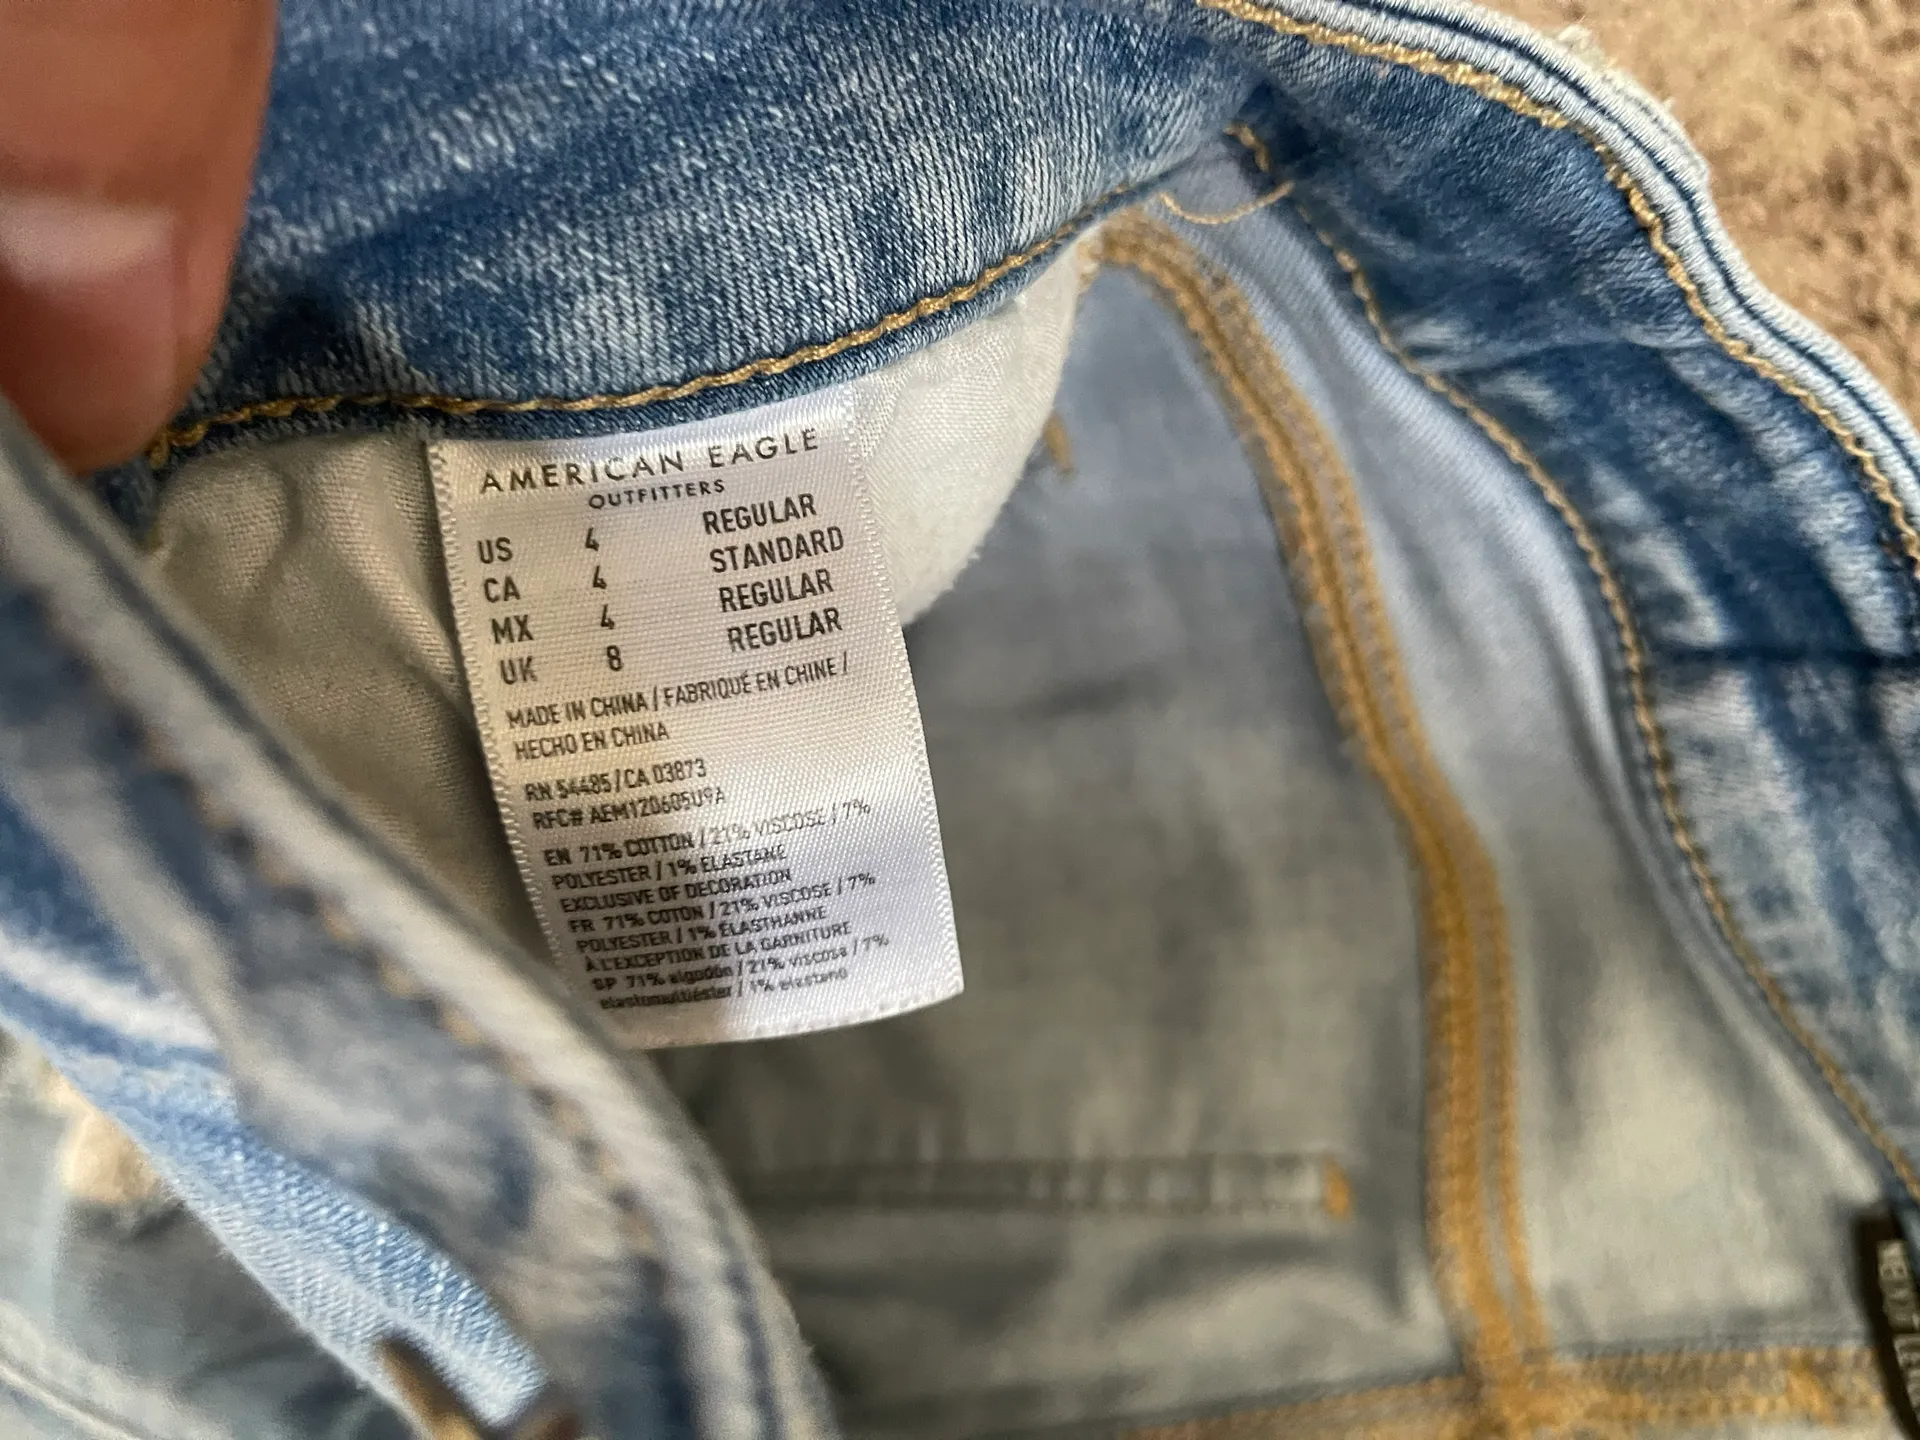 AMERICAN EAGLE
OUTFITTERS
US 4 REGULAR
CA 4 STANDARD
MX 4 REGULAR
UK 8 REGULAR
MADE IN CHINA / FABRIQUÉ EN CHINE /
HECHO EN CHINA
RN 54485 / CA 03873
RFC# AEM120605U9A
EN 71% COTTON / 21% VISCOSE / 7%
POLYESTER / 1% ELASTANE
EXCLUSIVE OF DECORATION
FR 71% COTON / 21% VISCOSE / 7%
POLYESTER / 1% ÉLASTHANNE
À L'EXCEPTION DE LA GARNITURE
SP 71% algodón / 21% viscosa / 7%
/ 1% elastano